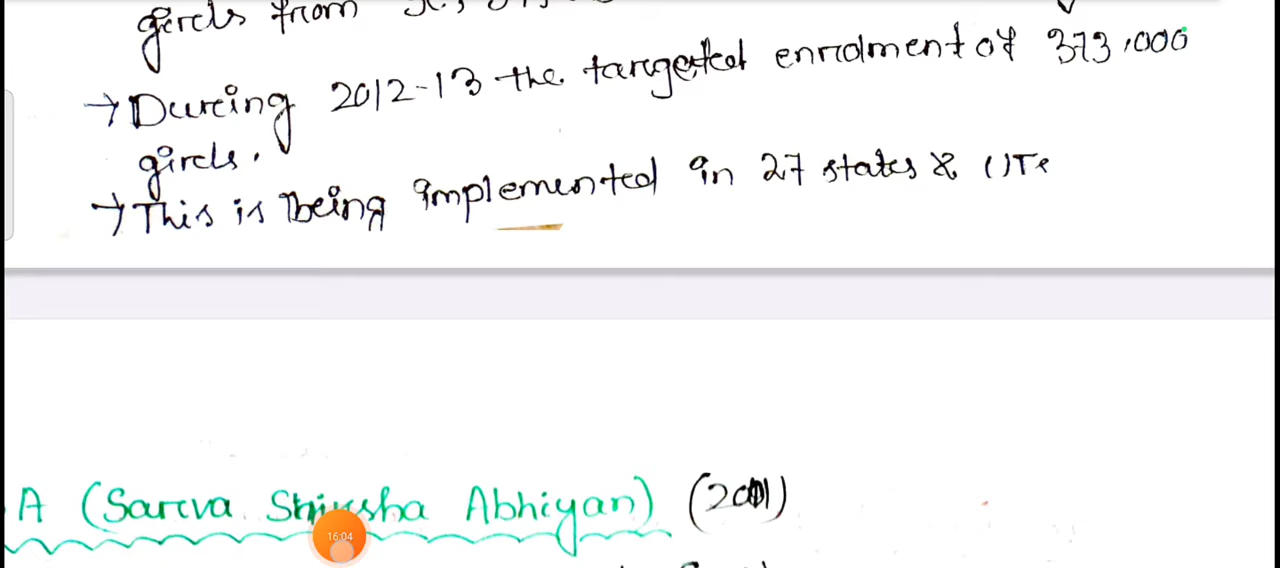 girls from
→ During 2012-13 the targeted enrolment of 373,000
girls.
→ This is being implemented in 27 states & UTs
A (Sarva Shiksha Abhiyan) (2001)
16:04